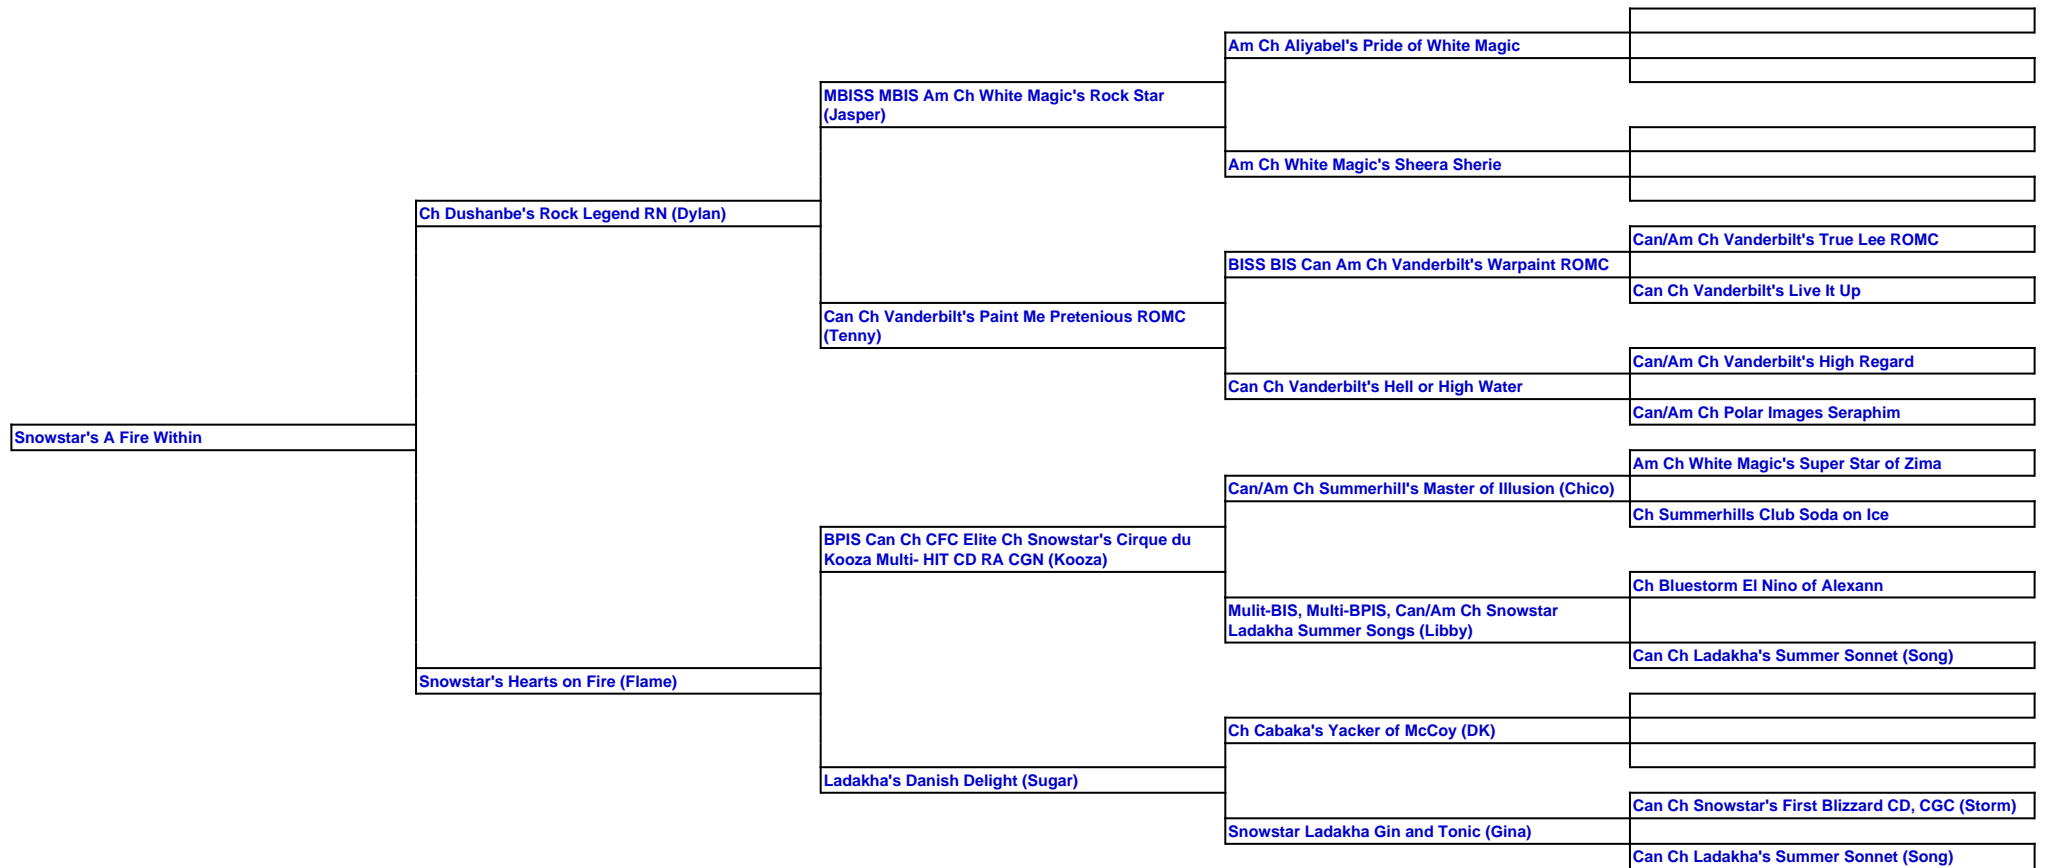 Am Ch Aliyabel's Pride of White Magic
MBISS MBIS Am Ch White Magic's Rock Star
(Jasper)
Am Ch White Magic's Sheera Sherie
Ch Dushanbe's Rock Legend RN (Dylan)
Can/Am Ch Vanderbilt's True Lee ROMC
BISS BIS Can Am Ch Vanderbilt's Warpaint ROMC
Can Ch Vanderbilt's Live It Up
Can Ch Vanderbilt's Paint Me Pretenious ROMC
(Tenny)
Can/Am Ch Vanderbilt's High Regard
Can Ch Vanderbilt's Hell or High Water
Can/Am Ch Polar Images Seraphim
Snowstar's A Fire Within
Am Ch White Magic's Super Star of Zima
Can/Am Ch Summerhill's Master of Illusion (Chico)
Ch Summerhills Club Soda on Ice
BPIS Can Ch CFC Elite Ch Snowstar's Cirque du
Kooza Multi- HIT CD RA CGN (Kooza)
Ch Bluestorm El Nino of Alexann
Mulit-BIS, Multi-BPIS, Can/Am Ch Snowstar
Ladakha Summer Songs (Libby)
Can Ch Ladakha's Summer Sonnet (Song)
Snowstar's Hearts on Fire (Flame)
Ch Cabaka's Yacker of McCoy (DK)
Ladakha's Danish Delight (Sugar)
Can Ch Snowstar's First Blizzard CD, CGC (Storm)
Snowstar Ladakha Gin and Tonic (Gina)
Can Ch Ladakha's Summer Sonnet (Song)